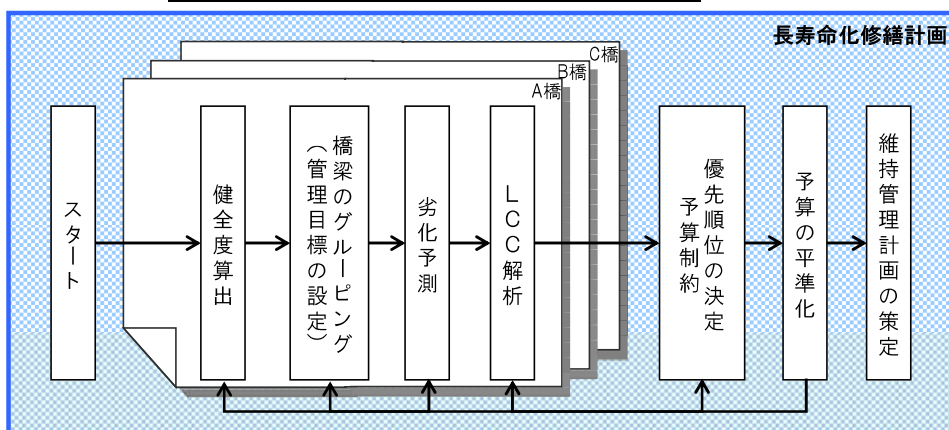 長寿命化修繕計画
C橋
B橋
A橋
スタート
健全度算出
橋梁のグルーピング
（管理目標の設定）
劣化予測
LCC解析
優先順位の決定
予算制約
予算の平準化
維持管理計画の策定